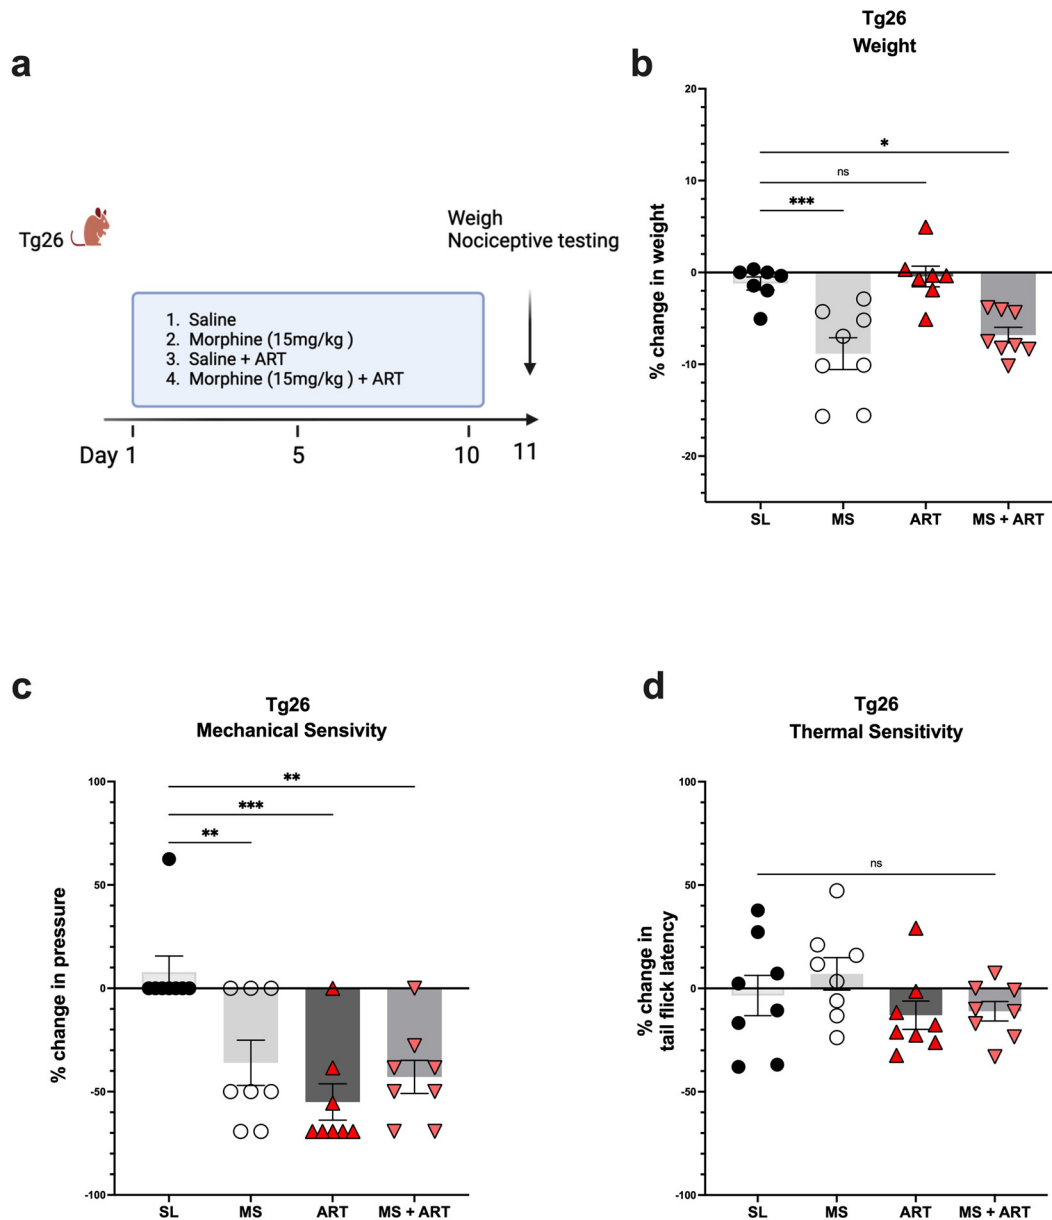 a
Tg26
Weigh
Nociceptive testing
1. Saline
2. Morphine (15mg/kg )
3. Saline + ART
4. Morphine (15mg/kg ) + ART
Day 1 5 10 11
b
Tg26
Weight
% change in weight
20
10
0
-10
-20
*
ns
***
SL MS ART MS + ART
c
Tg26
Mechanical Sensivity
% change in pressure
100
50
0
-50
-100
**
***
**
SL MS ART MS + ART
d
Tg26
Thermal Sensitivity
% change in
tail flick latency
100
50
0
-50
-100
ns
SL MS ART MS + ART